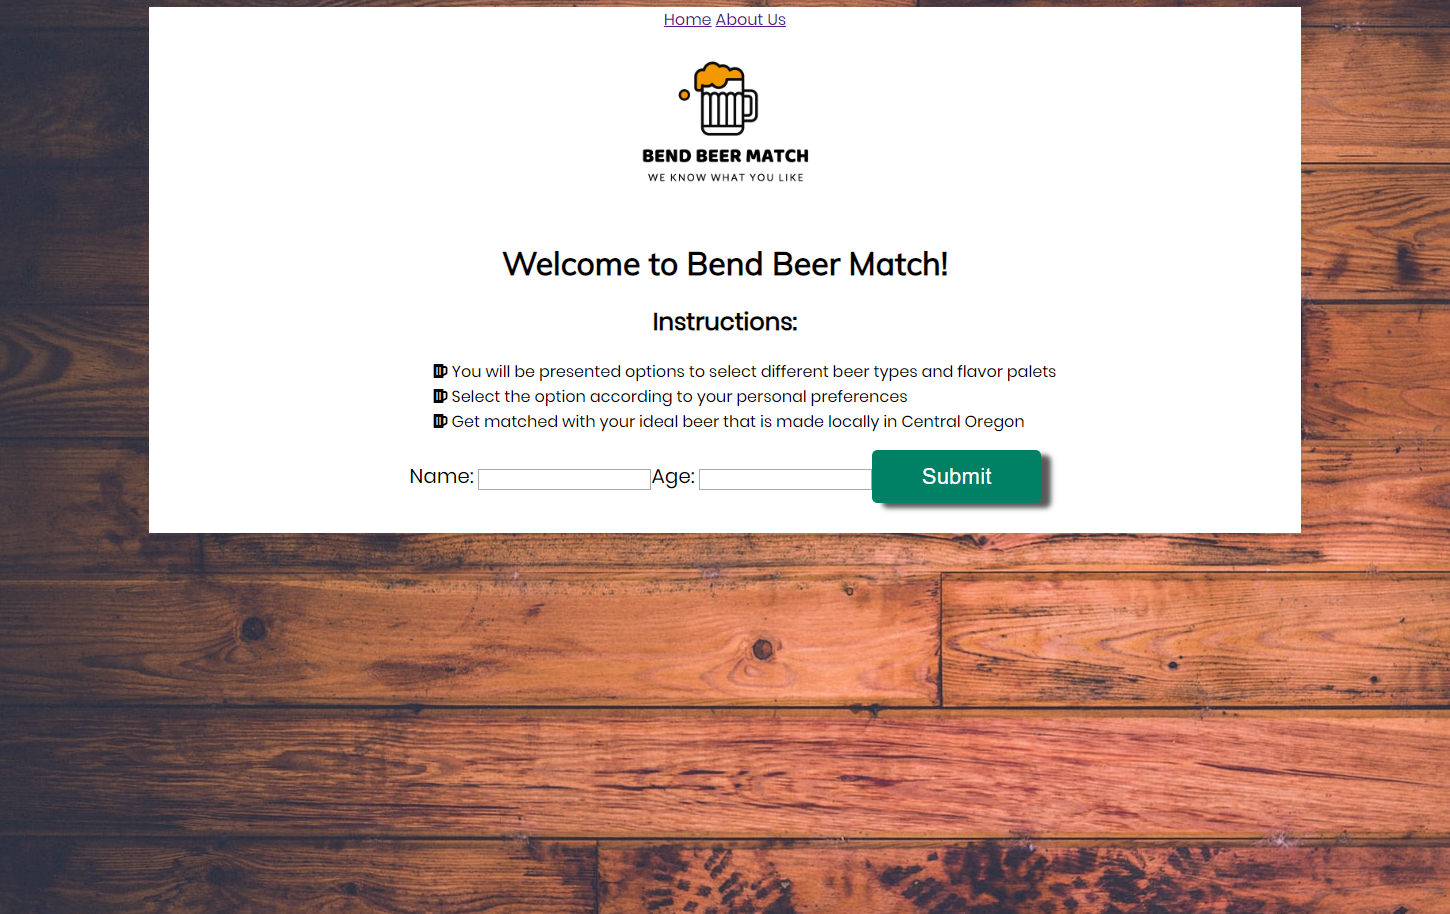 Home About Us
BEND BEER MATCH
WE KNOW WHAT YOU LIKE
Welcome to Bend Beer Match!
Instructions:
You will be presented options to select different beer types and flavor palets
Select the option according to your personal preferences
Get matched with your ideal beer that is made locally in Central Oregon
Name: Age: Submit